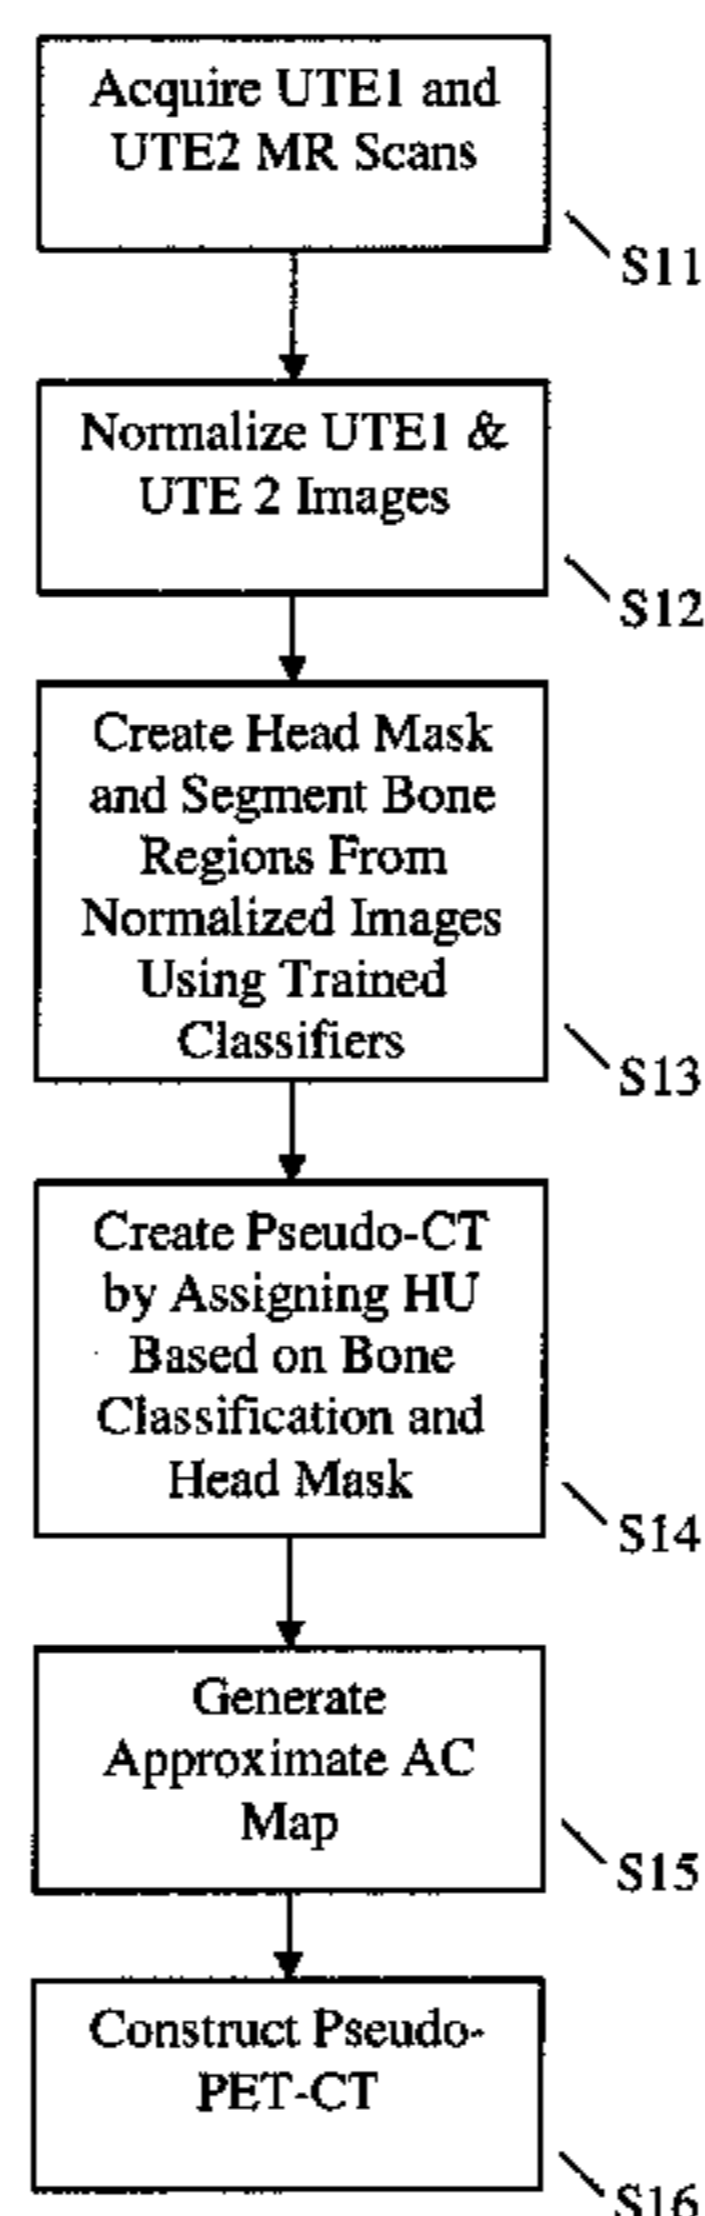 Acquire UTE1 and
UTE2 MR Scans
S11
Normalize UTE1 &
UTE 2 Images
S12
Create Head Mask
and Segment Bone
Regions From
Normalized Images
Using Trained
Classifiers
S13
Create Pseudo-CT
by Assigning HU
Based on Bone
Classification and
Head Mask
S14
Generate
Approximate AC
Map
S15
Construct Pseudo-
PET-CT
S16